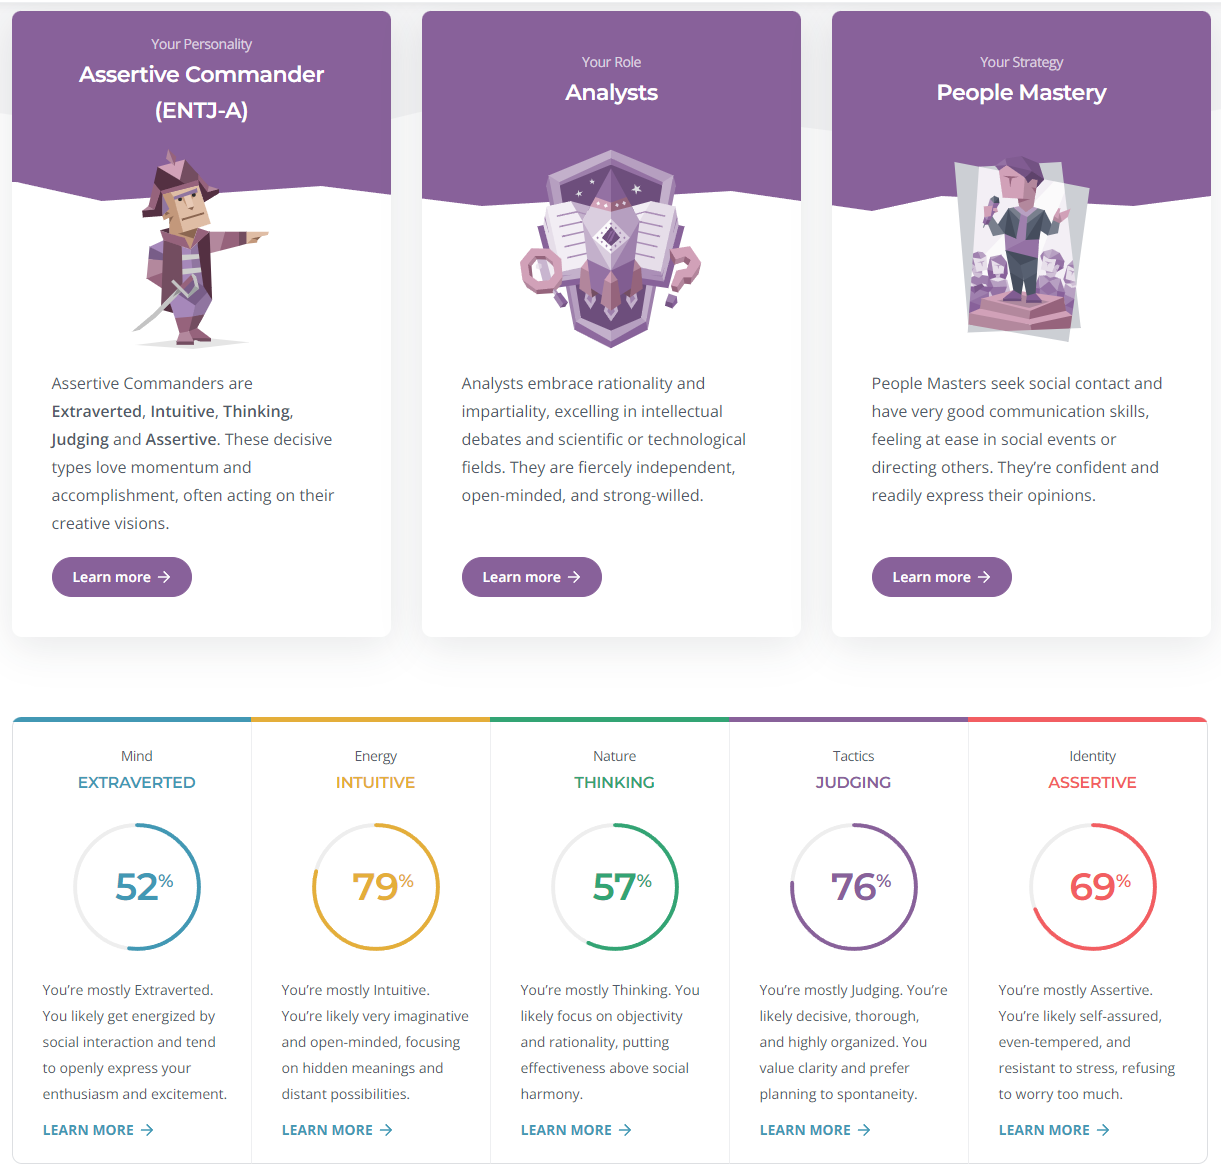 Your Personality
Assertive Commander
(ENTJ-A)
Assertive Commanders are
Extraverted, Intuitive, Thinking,
Judging and Assertive. These decisive
types love momentum and
accomplishment, often acting on their
creative visions.
Learn more →
Your Role
Analysts
Analysts embrace rationality and
impartiality, excelling in intellectual
debates and scientific or technological
fields. They are fiercely independent,
open-minded, and strong-willed.
Learn more →
Your Strategy
People Mastery
People Masters seek social contact and
have very good communication skills,
feeling at ease in social events or
directing others. They’re confident and
readily express their opinions.
Learn more →
Mind
EXTRAVERTED
52%
You’re mostly Extraverted.
You likely get energized by
social interaction and tend
to openly express your
enthusiasm and excitement.
LEARN MORE →
Energy
INTUITIVE
79%
You’re mostly Intuitive.
You’re likely very imaginative
and open-minded, focusing
on hidden meanings and
distant possibilities.
LEARN MORE →
Nature
THINKING
57%
You’re mostly Thinking. You
likely focus on objectivity
and rationality, putting
effectiveness above social
harmony.
LEARN MORE →
Tactics
JUDGING
76%
You’re mostly Judging. You’re
likely decisive, thorough,
and highly organized. You
value clarity and prefer
planning to spontaneity.
LEARN MORE →
Identity
ASSERTIVE
69%
You’re mostly Assertive.
You’re likely self-assured,
even-tempered, and
resistant to stress, refusing
to worry too much.
LEARN MORE →